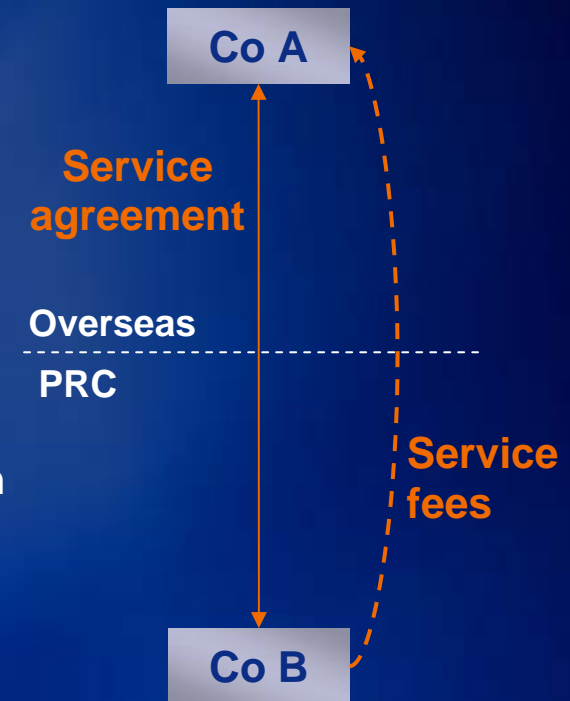 Co A
Service
agreement
Overseas
PRC
Service
fees
Co B